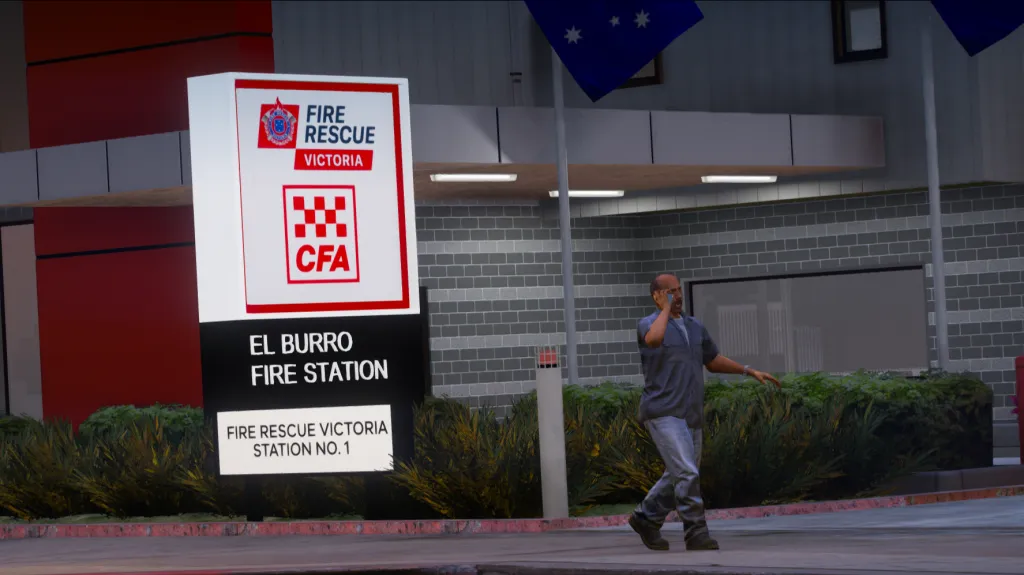 FIRE
RESCUE
VICTORIA
CFA
EL BURRO
FIRE STATION
FIRE RESCUE VICTORIA
STATION NO. 1